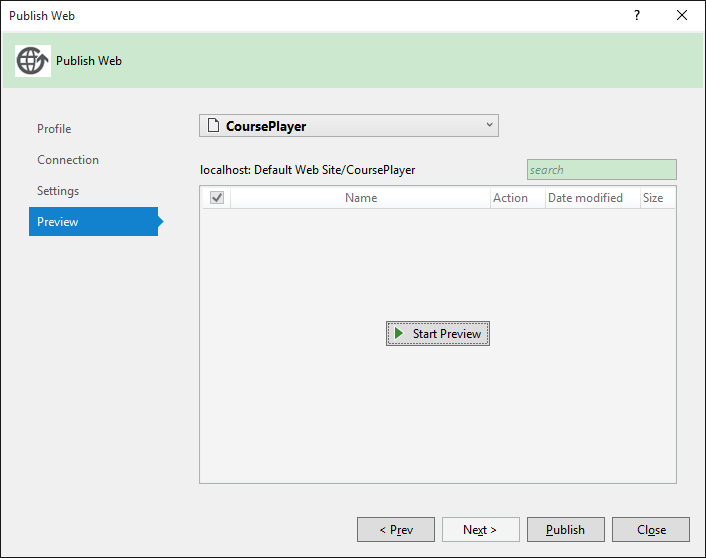 Publish Web
?
Publish Web
Profile
Connection
Settings
Preview
CoursePlayer
localhost: Default Web Site/CoursePlayer
search
Name Action Date modified Size
Start Preview
< Prev Next > Publish Close